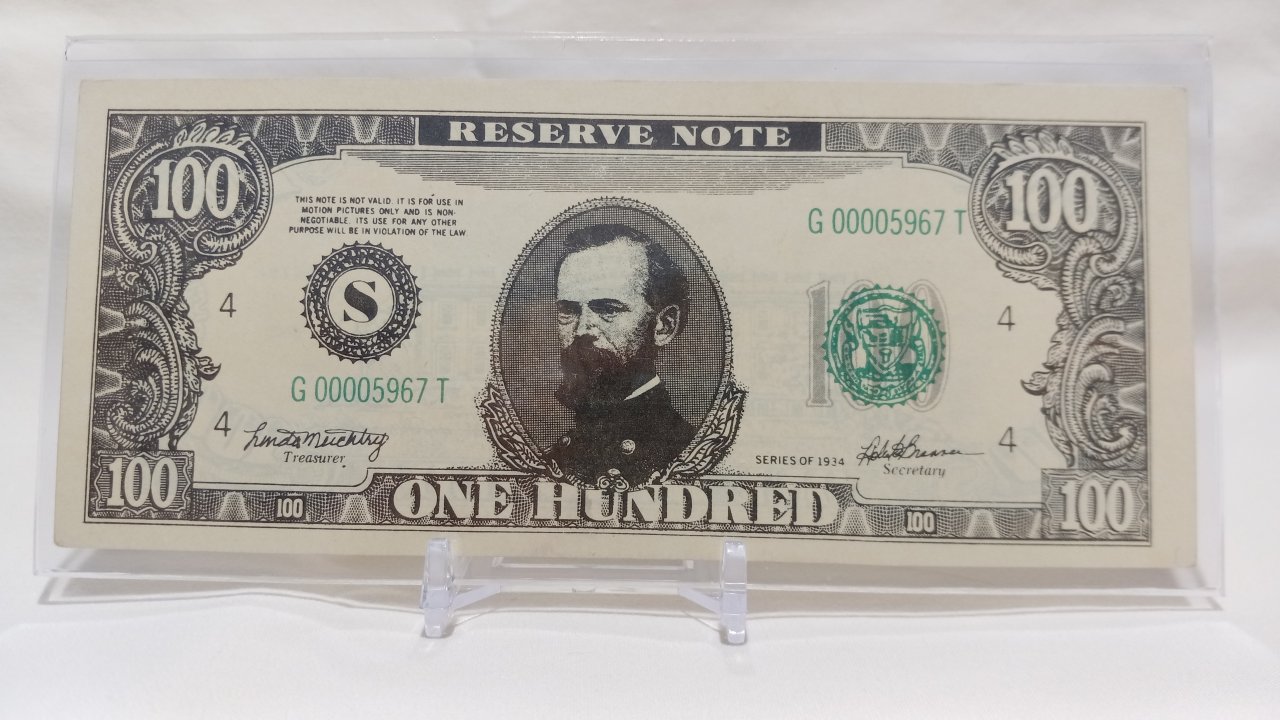 RESERVE NOTE
100
100
THIS NOTE IS NOT VALID. IT IS FOR USE IN
MOTION PICTURES ONLY AND IS NON-
NEGOTIABLE. ITS USE FOR ANY OTHER
PURPOSE WILL BE IN VIOLATION OF THE LAW
G 00005967 T
S
4
4
100
G 00005967 T
4
4
Treasurer
SERIES OF 1934
Secretary
100
100
ONE HUNDRED
100
100